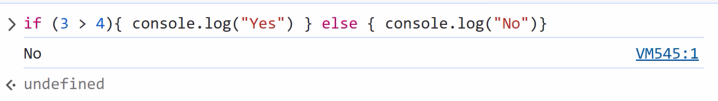 if (3 > 4){ console.log("Yes") } else { console.log("No")}
No VM545:1
undefined